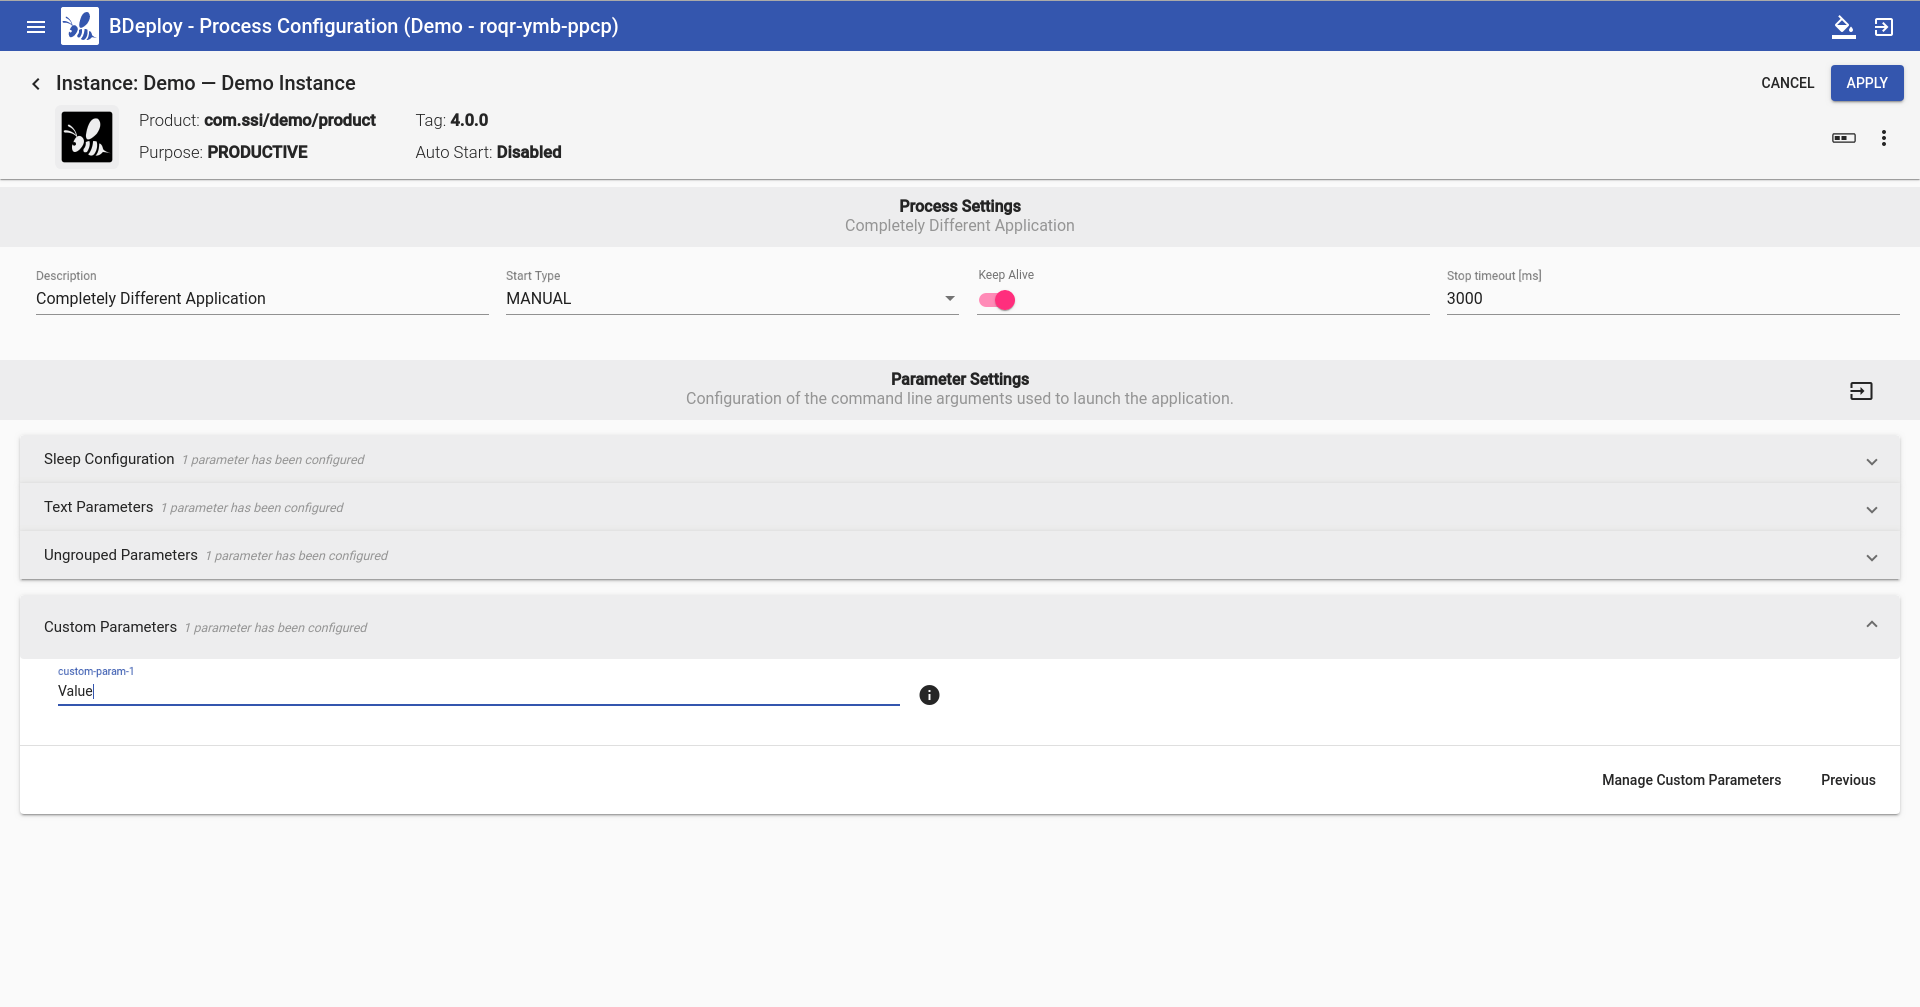 BDeploy - Process Configuration (Demo - roqr-ymb-ppcp)
Instance: Demo — Demo Instance
CANCEL
APPLY
Product: com.ssi/demo/product
Tag: 4.0.0
Purpose: PRODUCTIVE
Auto Start: Disabled
Process Settings
Completely Different Application
Description
Start Type
Keep Alive
Stop timeout [ms]
Completely Different Application
MANUAL
3000
Parameter Settings
Configuration of the command line arguments used to launch the application.
Sleep Configuration 1 parameter has been configured
Text Parameters 1 parameter has been configured
Ungrouped Parameters 1 parameter has been configured
Custom Parameters 1 parameter has been configured
custom-param-1
Value
Manage Custom Parameters
Previous